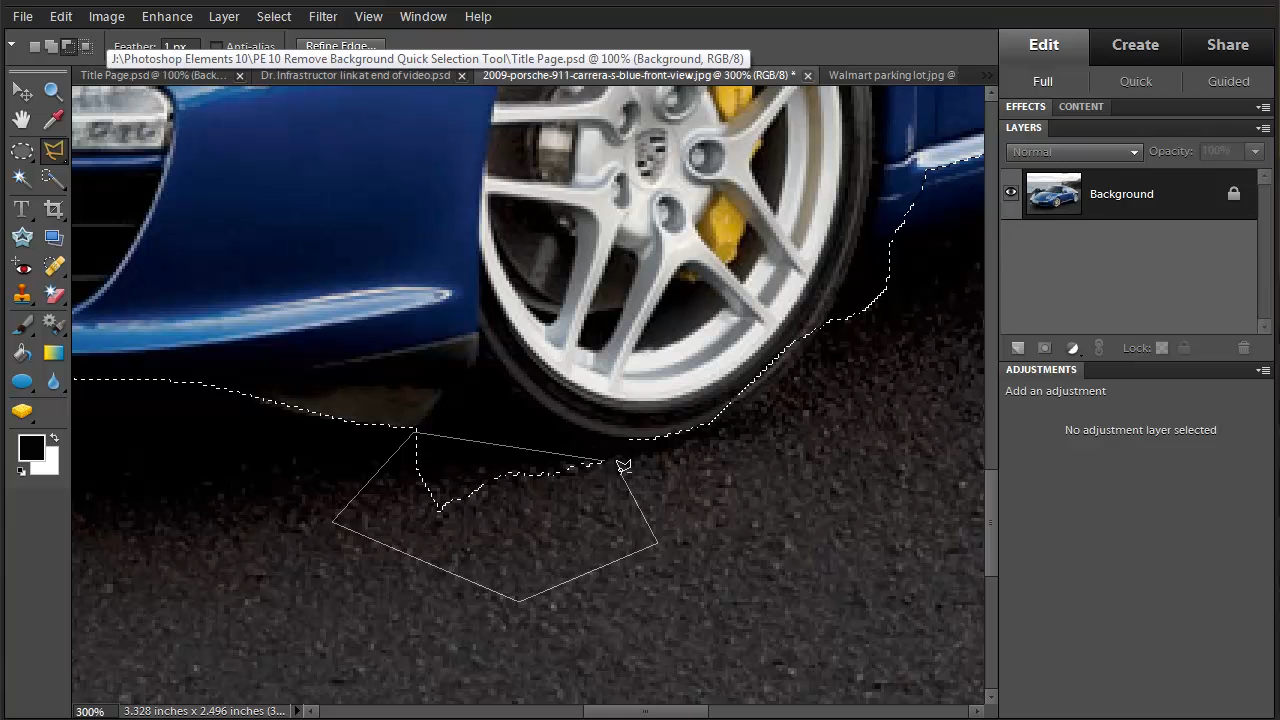 File Edit Image Enhance Layer Select Filter View Window Help
Feather: 1 px Anti-alias Refine Edge...
J:\Photoshop Elements 10\PE 10 Remove Background Quick Selection Tool\Title Page.psd @ 100% (Background, RGB/8)
Title Page.psd @ 100% (Back... Dr.Infrastructor link at end of video.psd 2009-porsche-911-carrera-s-blue-front-view.jpg @ 300% (RGB/8) * Walmart parking lot.jpg @
Edit Create Share
Full Quick Guided
EFFECTS CONTENT
LAYERS
Normal Opacity: 100%
Background
Lock:
ADJUSTMENTS
Add an adjustment
No adjustment layer selected
300% 3.328 inches x 2.496 inches (3...